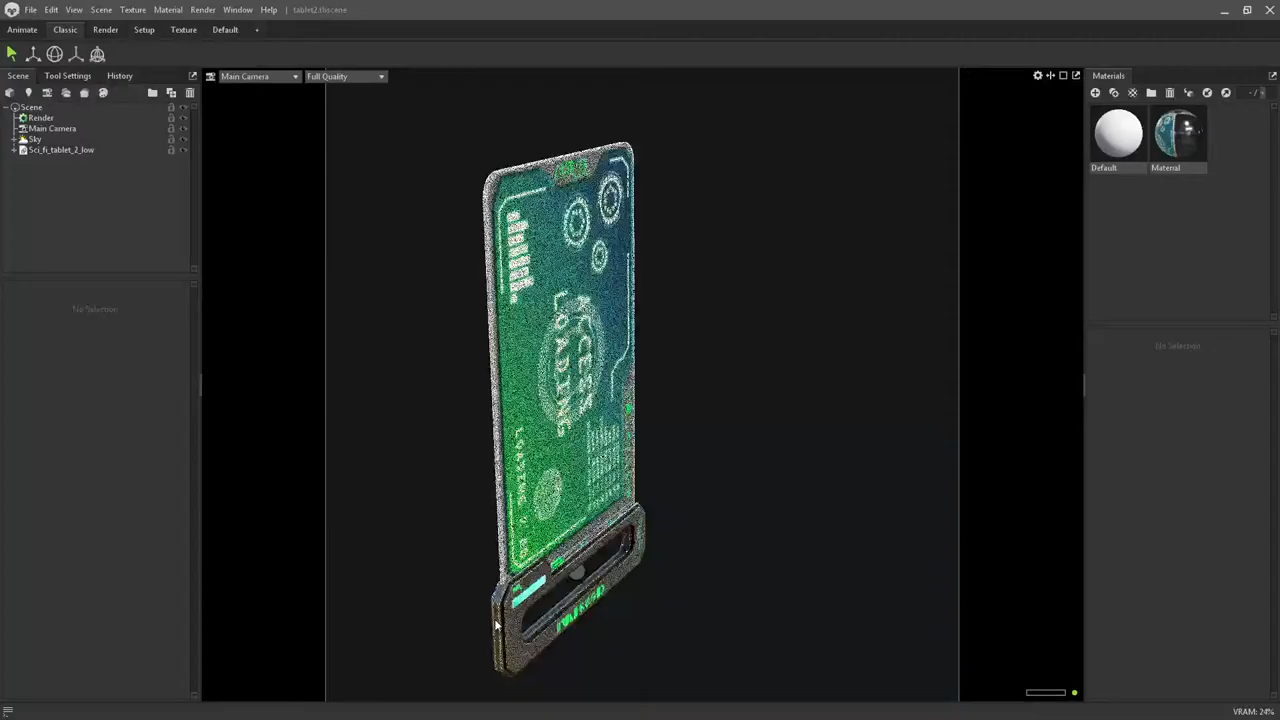 File Edit View Scene Texture Material Render Window Help tablet2.tbscene
Animate Classic Render Setup Texture Default +
Scene Tool Settings History
Main Camera Full Quality
Materials
Scene
Render
Main Camera
Sky
Sci_fi_tablet_2_low
Default Material
No Selection
No Selection
ACCESS
LOADING
VRAM: 24%